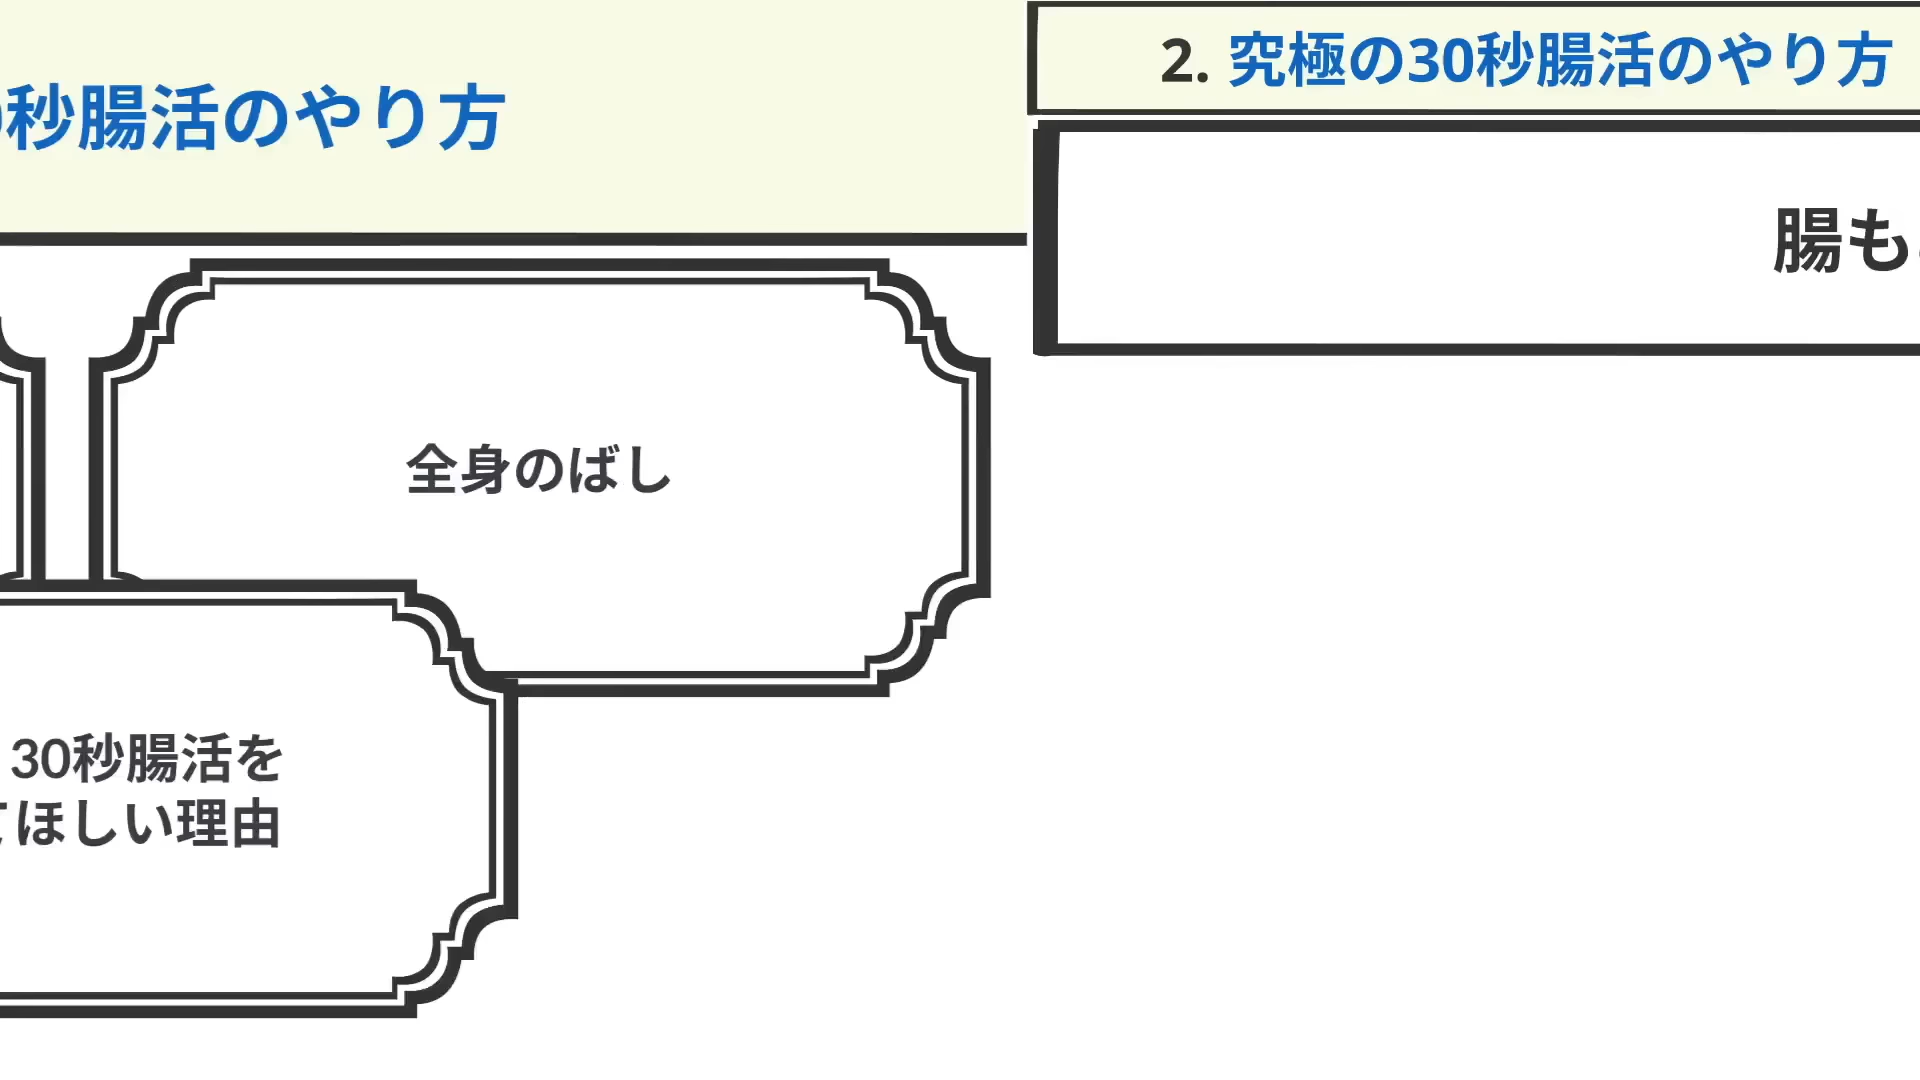 秒腸活のやり方
全身のばし
30秒腸活を
てほしい理由
2. 究極の30秒腸活のやり方
腸も